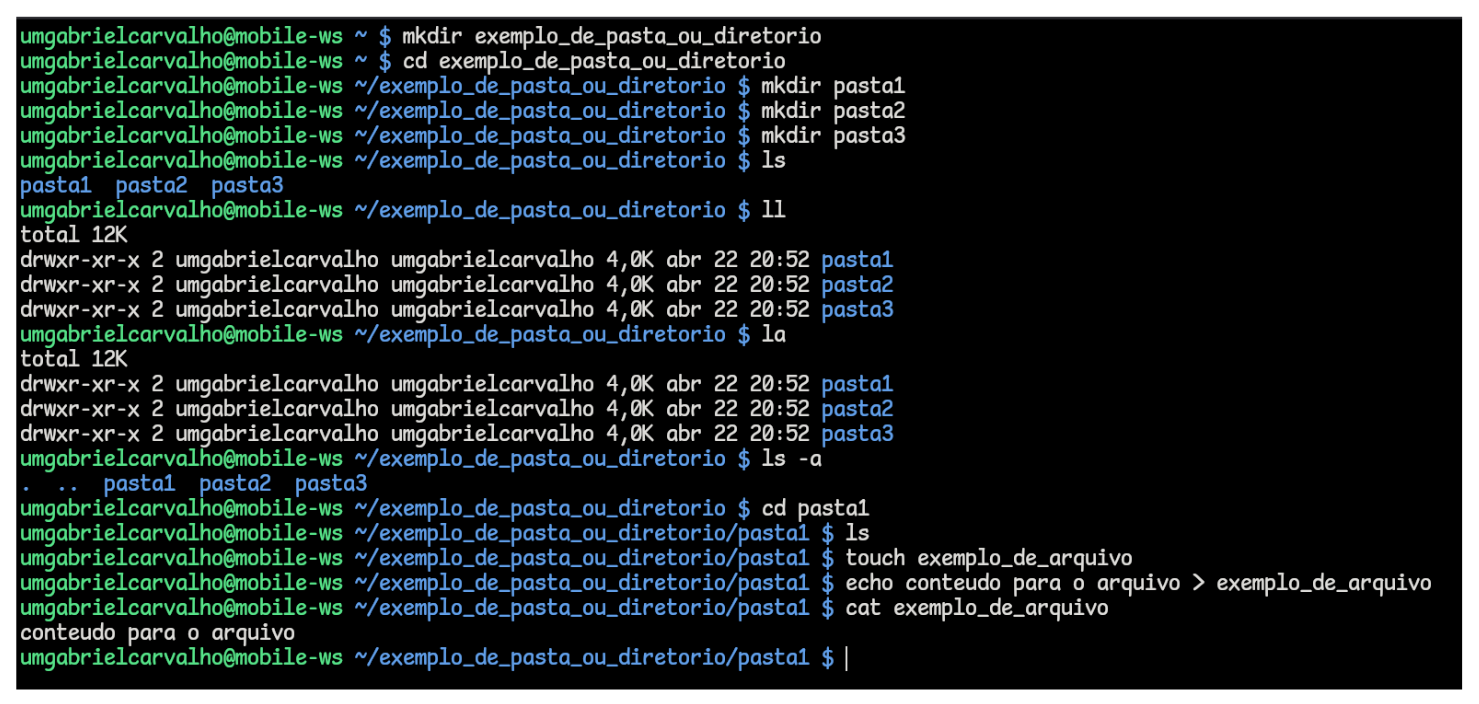 umgabrielcarvalho@mobile-ws ~ $ mkdir exemplo_de_pasta_ou_diretorio
umgabrielcarvalho@mobile-ws ~ $ cd exemplo_de_pasta_ou_diretorio
umgabrielcarvalho@mobile-ws ~/exemplo_de_pasta_ou_diretorio $ mkdir pasta1
umgabrielcarvalho@mobile-ws ~/exemplo_de_pasta_ou_diretorio $ mkdir pasta2
umgabrielcarvalho@mobile-ws ~/exemplo_de_pasta_ou_diretorio $ mkdir pasta3
umgabrielcarvalho@mobile-ws ~/exemplo_de_pasta_ou_diretorio $ ls
pasta1  pasta2  pasta3
umgabrielcarvalho@mobile-ws ~/exemplo_de_pasta_ou_diretorio $ ll
total 12K
drwxr-xr-x 2 umgabrielcarvalho umgabrielcarvalho 4,0K abr 22 20:52 pasta1
drwxr-xr-x 2 umgabrielcarvalho umgabrielcarvalho 4,0K abr 22 20:52 pasta2
drwxr-xr-x 2 umgabrielcarvalho umgabrielcarvalho 4,0K abr 22 20:52 pasta3
umgabrielcarvalho@mobile-ws ~/exemplo_de_pasta_ou_diretorio $ la
total 12K
drwxr-xr-x 2 umgabrielcarvalho umgabrielcarvalho 4,0K abr 22 20:52 pasta1
drwxr-xr-x 2 umgabrielcarvalho umgabrielcarvalho 4,0K abr 22 20:52 pasta2
drwxr-xr-x 2 umgabrielcarvalho umgabrielcarvalho 4,0K abr 22 20:52 pasta3
umgabrielcarvalho@mobile-ws ~/exemplo_de_pasta_ou_diretorio $ ls -a
.  ..  pasta1  pasta2  pasta3
umgabrielcarvalho@mobile-ws ~/exemplo_de_pasta_ou_diretorio $ cd pasta1
umgabrielcarvalho@mobile-ws ~/exemplo_de_pasta_ou_diretorio/pasta1 $ ls
umgabrielcarvalho@mobile-ws ~/exemplo_de_pasta_ou_diretorio/pasta1 $ touch exemplo_de_arquivo
umgabrielcarvalho@mobile-ws ~/exemplo_de_pasta_ou_diretorio/pasta1 $ echo conteudo para o arquivo > exemplo_de_arquivo
umgabrielcarvalho@mobile-ws ~/exemplo_de_pasta_ou_diretorio/pasta1 $ cat exemplo_de_arquivo
conteudo para o arquivo
umgabrielcarvalho@mobile-ws ~/exemplo_de_pasta_ou_diretorio/pasta1 $